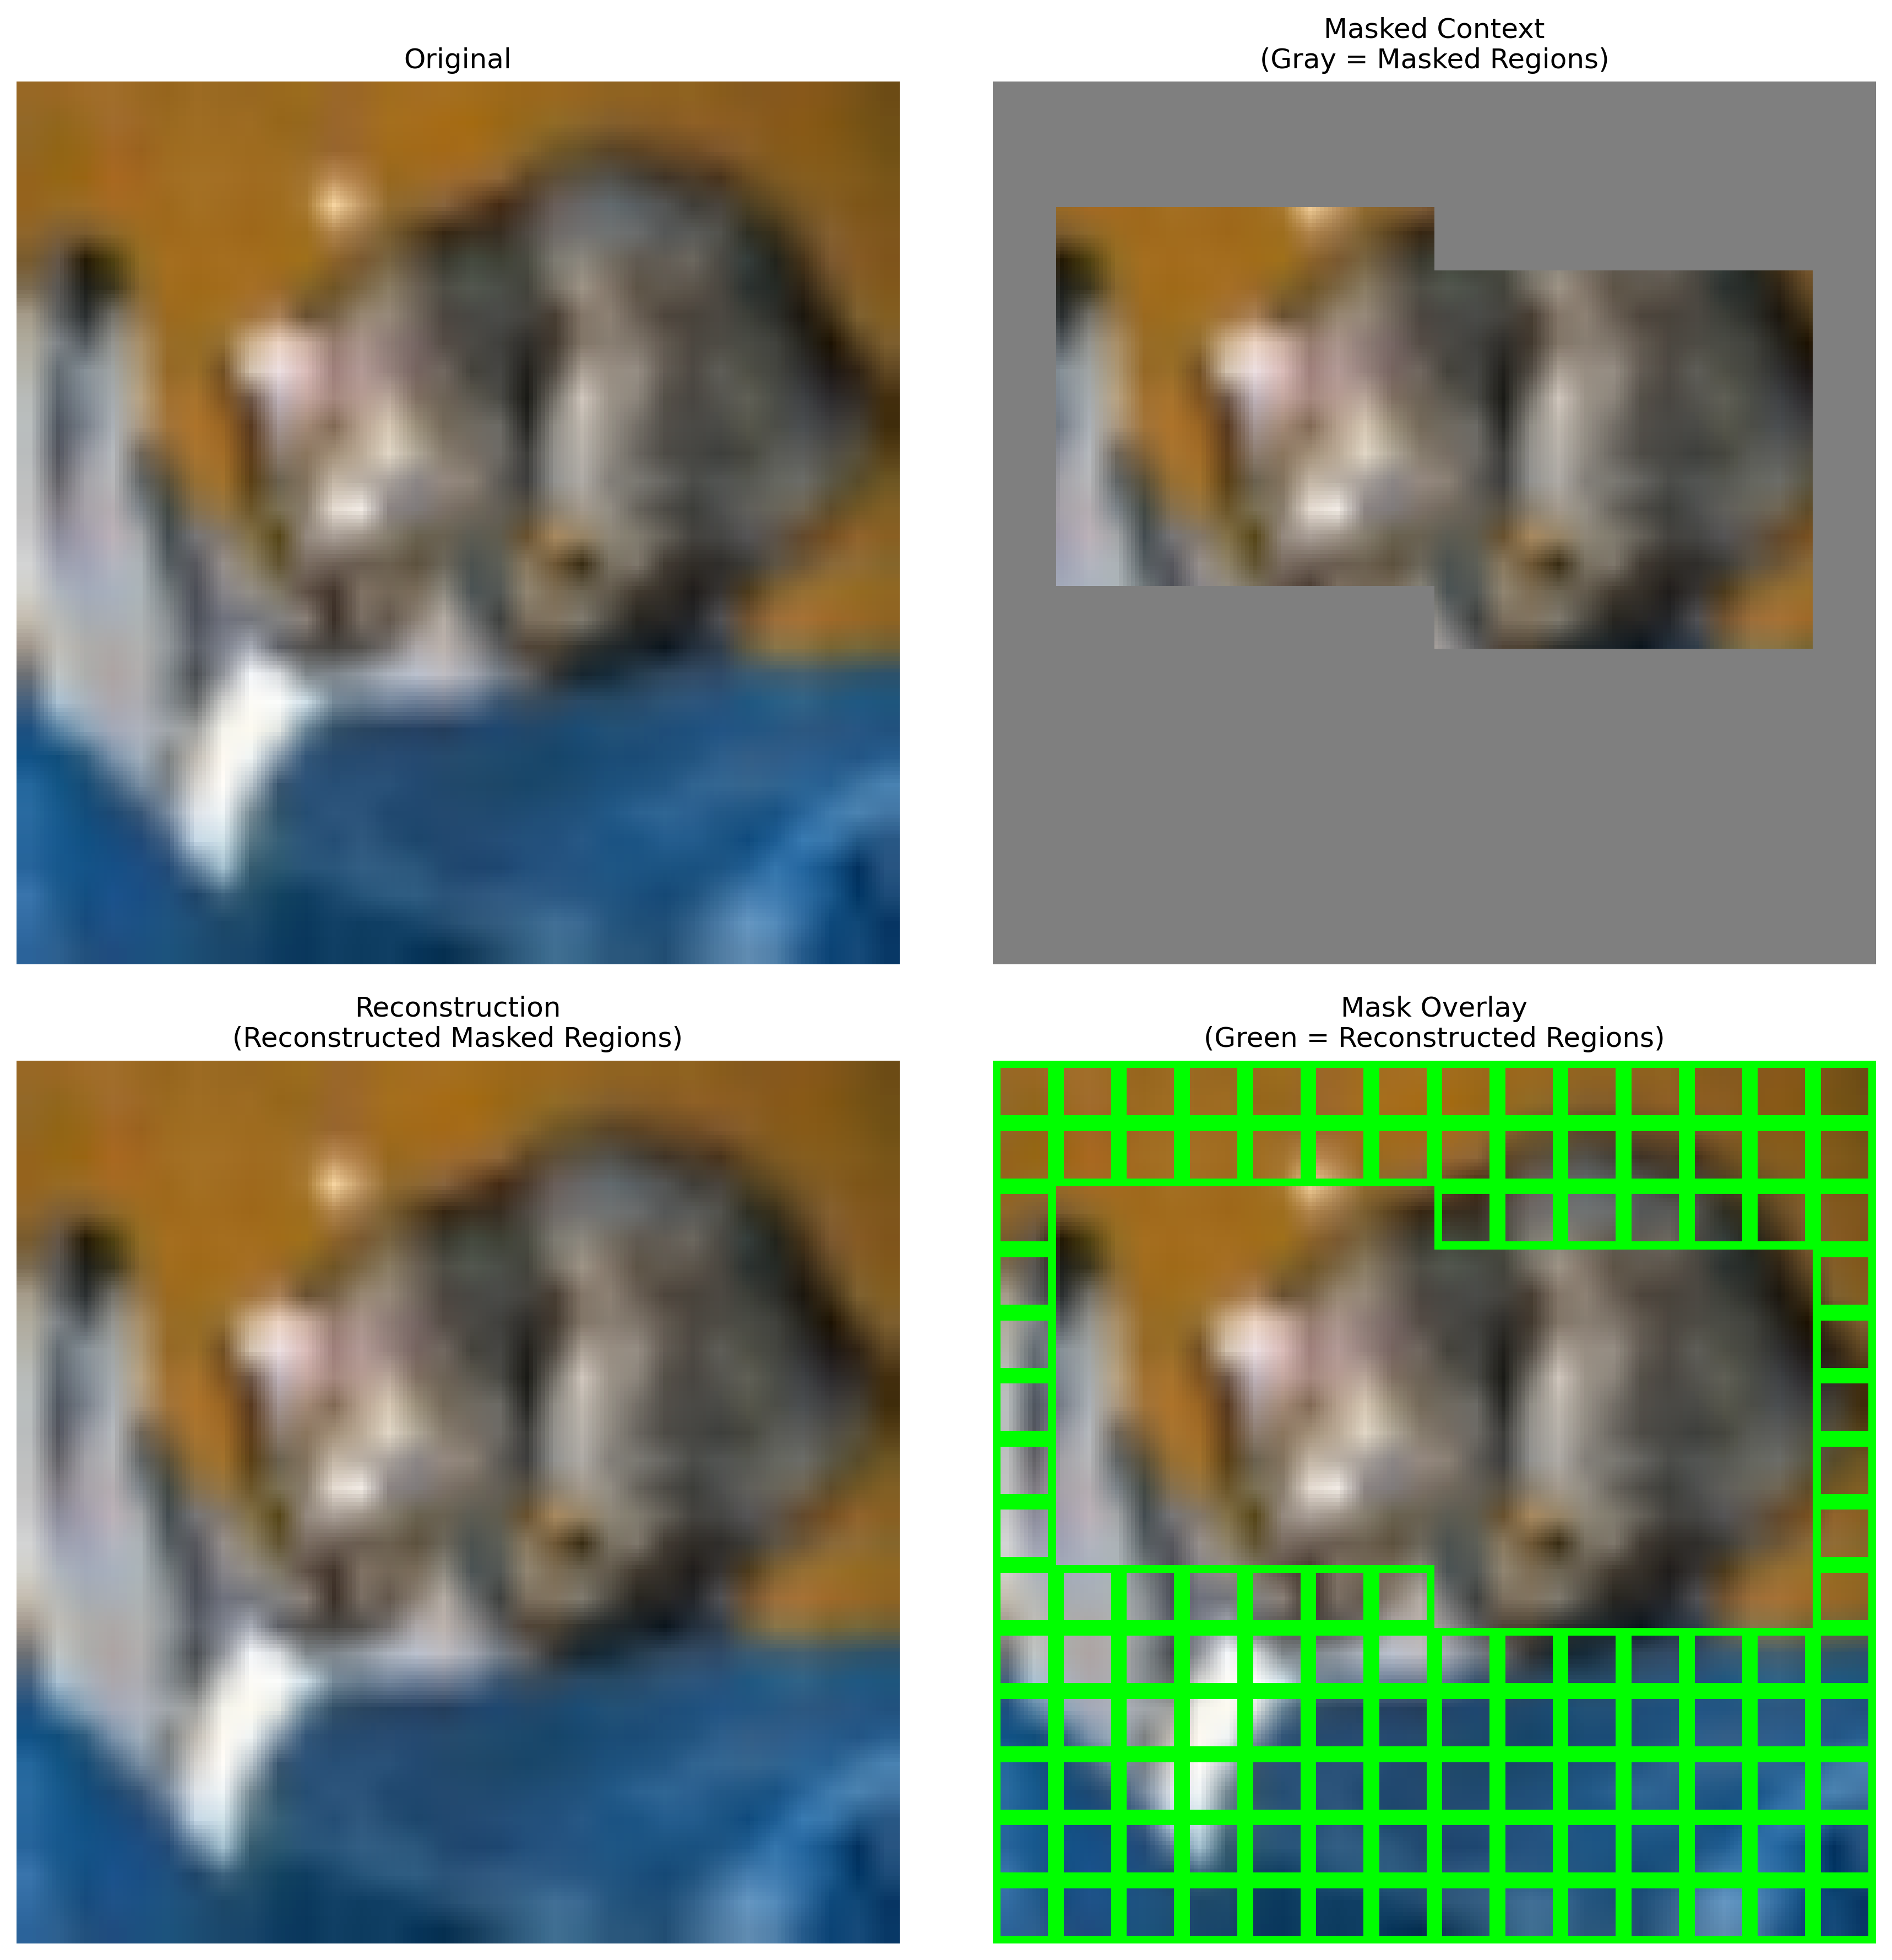 Original
Masked Context
(Gray = Masked Regions)
Reconstruction
(Reconstructed Masked Regions)
Mask Overlay
(Green = Reconstructed Regions)